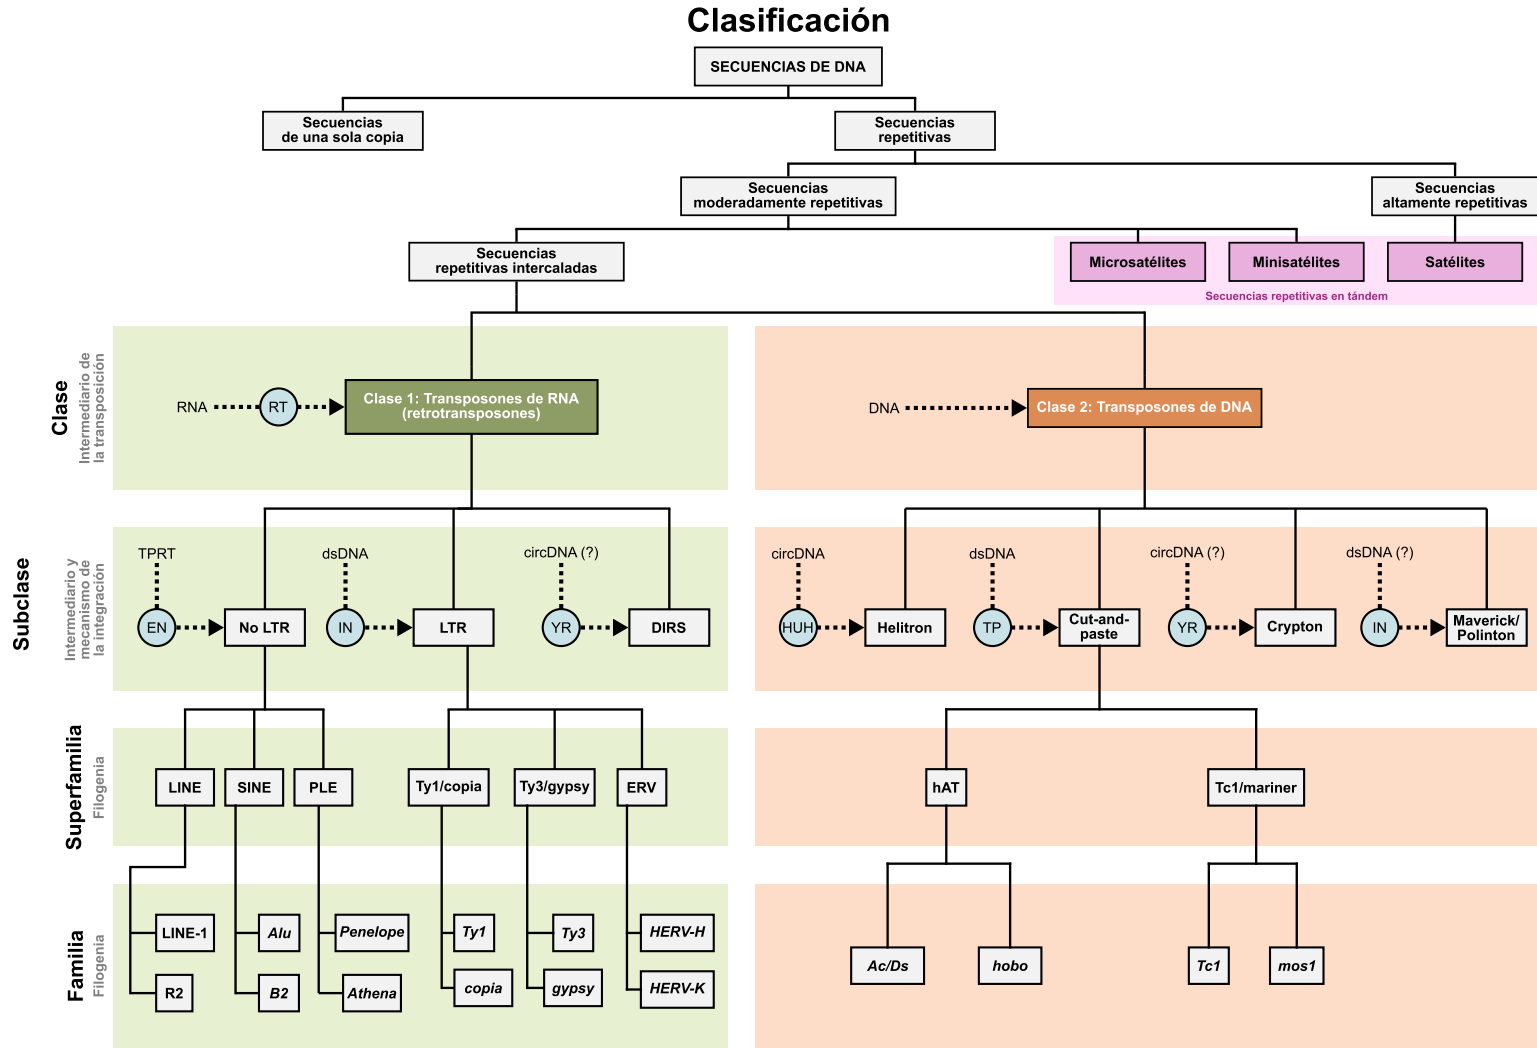 Clasificación
SECUENCIAS DE DNA
Secuencias
de una sola copia
Secuencias
repetitivas
Secuencias
moderadamente repetitivas
Secuencias
altamente repetitivas
Secuencias
repetitivas intercaladas
Microsatélites
Minisatélites
Satélites
Secuencias repetitivas en tándem
Clase
Intermediario de
la transposición
RNA
RT
Clase 1: Transposones de RNA
(retrotransposones)
DNA
Clase 2: Transposones de DNA
Subclase
Intermediario y
mecanismo de
la integración
TPRT
EN
No LTR
dsDNA
IN
LTR
circDNA (?)
YR
DIRS
circDNA
HUH
Helitron
dsDNA
TP
Cut-and-
paste
circDNA (?)
YR
Crypton
dsDNA (?)
IN
Maverick/
Polinton
Superfamilia
Filogenia
LINE
SINE
PLE
Ty1/copia
Ty3/gypsy
ERV
hAT
Tc1/mariner
Familia
Filogenia
LINE-1
Alu
Penelope
Ty1
Ty3
HERV-H
R2
B2
Athena
copia
gypsy
HERV-K
Ac/Ds
hobo
Tc1
mos1